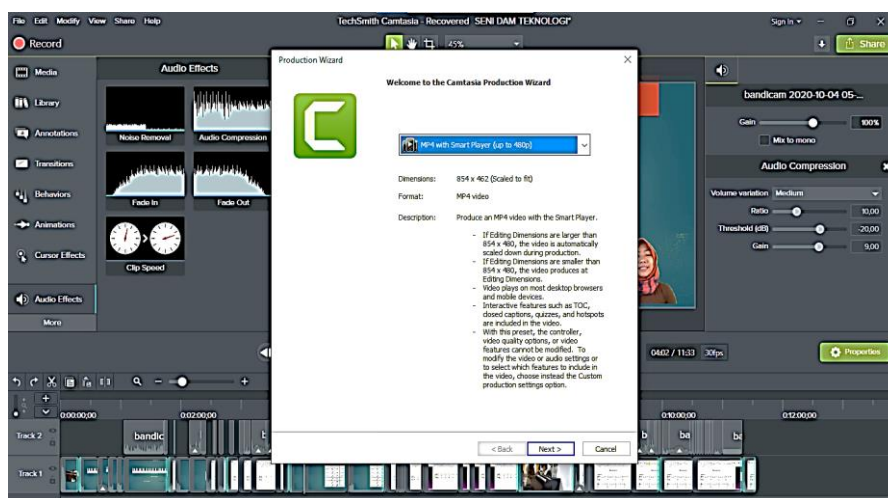 File Edit Modify View Share Help
TechSmith Camtasia - Recovered SENI DAM TEKNOLOGI*
Sign In
Record
45%
Share
Media
Library
Annotations
Transitions
Behaviors
Animations
Cursor Effects
Audio Effects
More
Audio Effects
Noise Removal
Audio Compression
Fade In
Fade Out
Clip Speed
Production Wizard
Welcome to the Camtasia Production Wizard
MP4 with Smart Player (up to 480p)
Dimensions: 854 x 462 (Scaled to fit)
Format: MP4 video
Description: Produce an MP4 video with the Smart Player.
- If Editing Dimensions are larger than
854 x 480, the video is automatically
scaled down during production.
- If Editing Dimensions are smaller than
854 x 480, the video produces at
Editing Dimensions.
- Video plays on most desktop browsers
and mobile devices.
- Interactive features such as TOC,
closed captions, quizzes, and hotspots
are included in the video.
- With this preset, the controller,
video quality options, or video
features cannot be modified. To
modify the video or audio settings or
to select which features to include in
the video, choose instead the Custom
production settings option.
< Back
Next >
Cancel
bandicam 2020-10-04 05-...
Gain 100%
Mix to mono
Audio Compression
Volume variation Medium
Ratio 10,00
Threshold (dB) -20,00
Gain 9,00
04:02 / 11:33 30fps
Properties
0:00:00;00
0:02:00;00
0:10:00;00
0:12:00;00
Track 2
bandic
b
ba
ba
Track 1